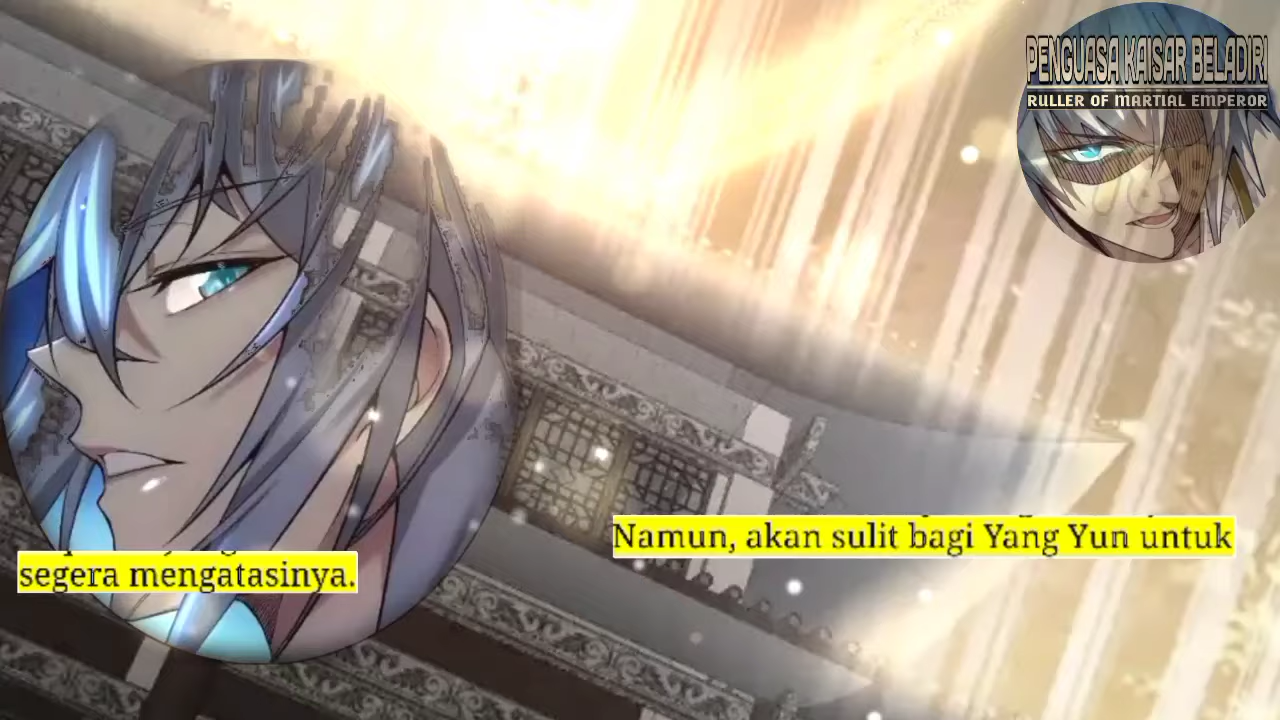 PENGUASA KAISAR BELADIRI
RULLER OF MARTIAL EMPEROR
Namun, akan sulit bagi Yang Yun untuk
segera mengatasinya.